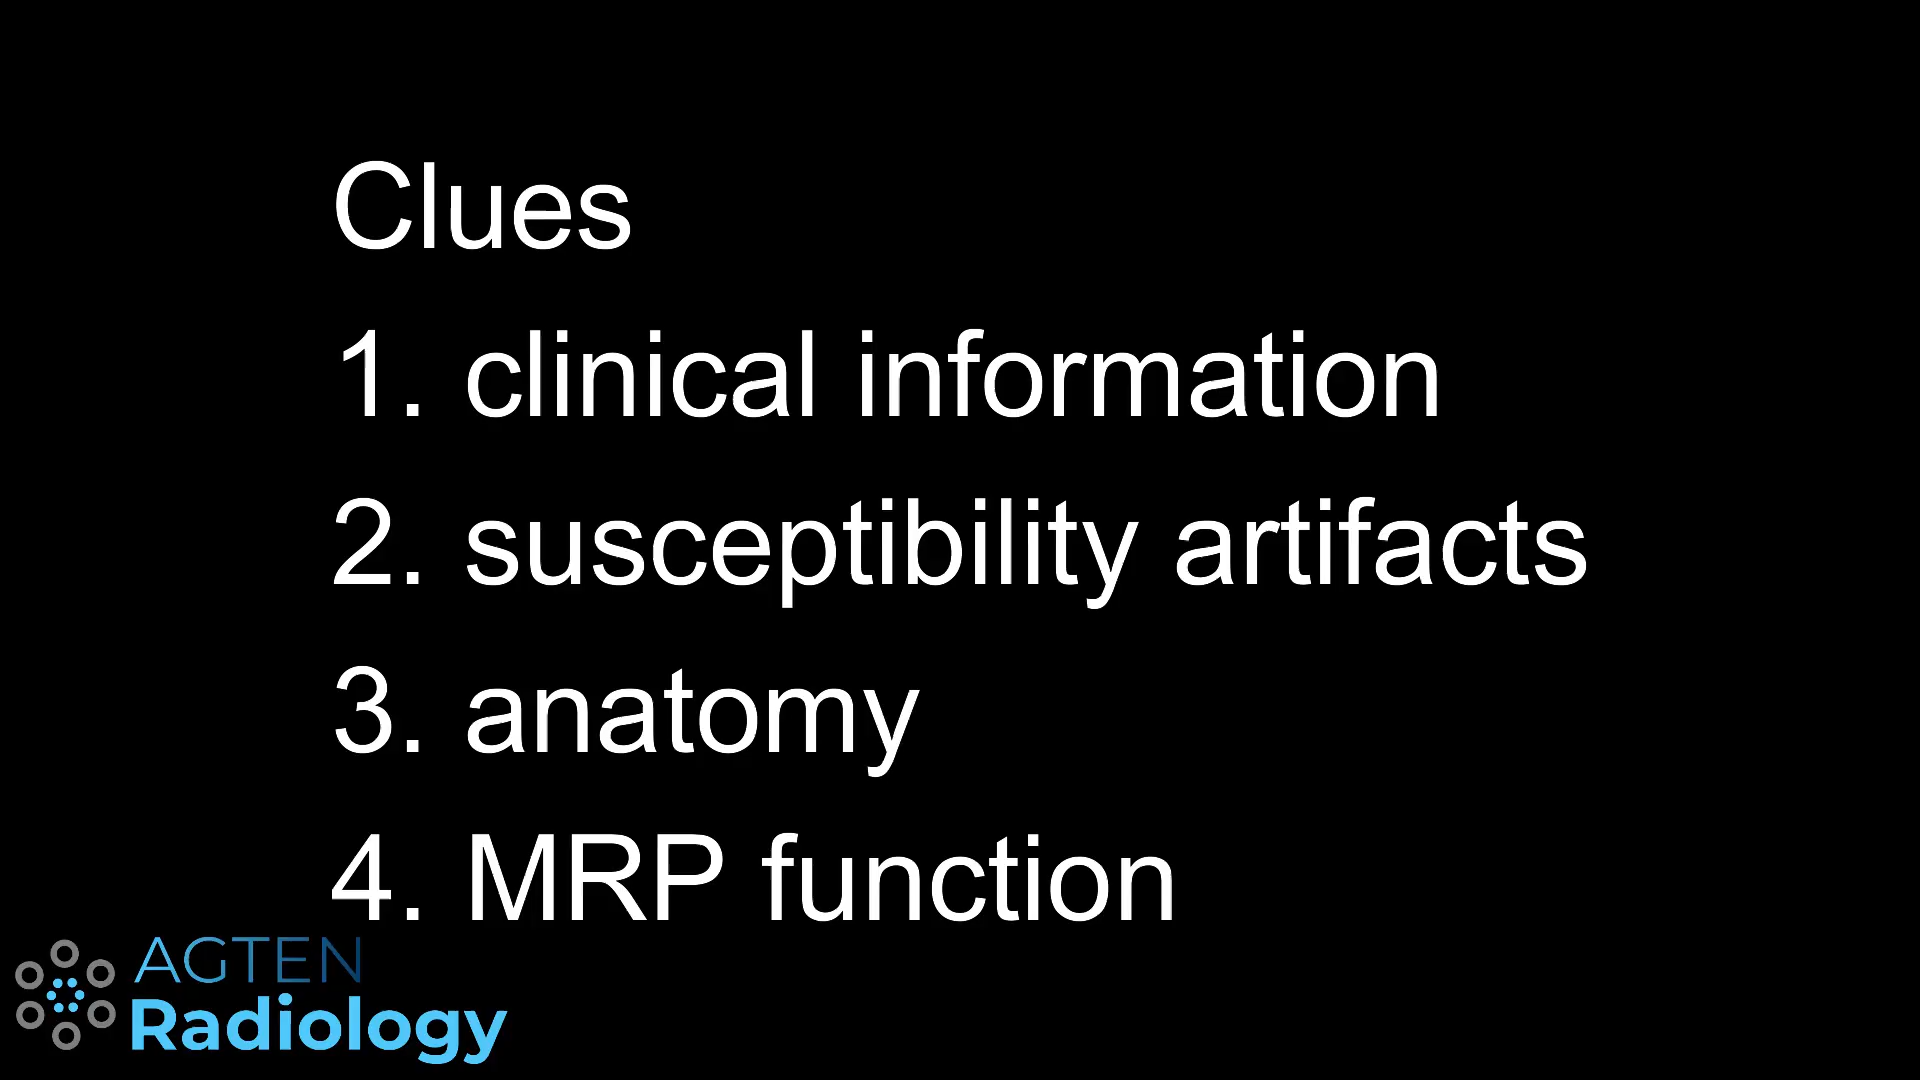 Clues
1. clinical information
2. susceptibility artifacts
3. anatomy
4. MRP function
AGTEN
Radiology